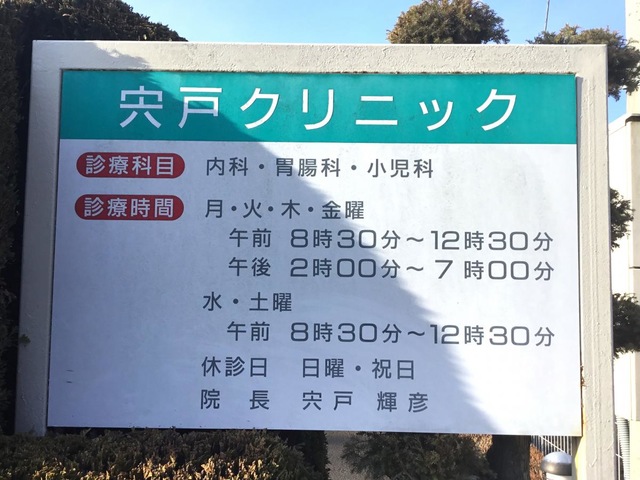 宍戸クリニック
診療科目 内科・胃腸科・小児科
診療時間 月・火・木・金曜
午前 8時30分～12時30分
午後 2時00分～7時00分
水・土曜
午前 8時30分～12時30分
休診日 日曜・祝日
院長 宍戸 輝彦